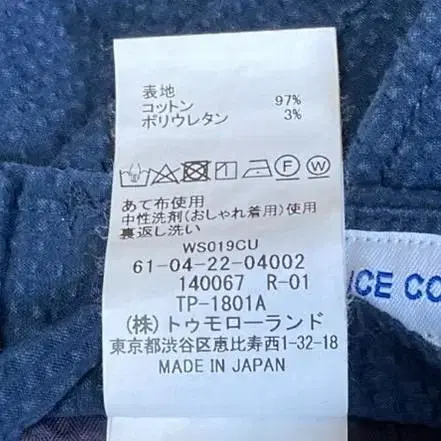 表地
コットン 97%
ポリウレタン 3%
F W
あて布使用
中性洗剤(おしゃれ着用)使用
裏返し洗い
WS019CU
61-04-22-04002
140067 R-01
TP-1801A
(株)トゥモローランド
東京都渋谷区恵比寿西1-32-18
MADE IN JAPAN
ICE CO